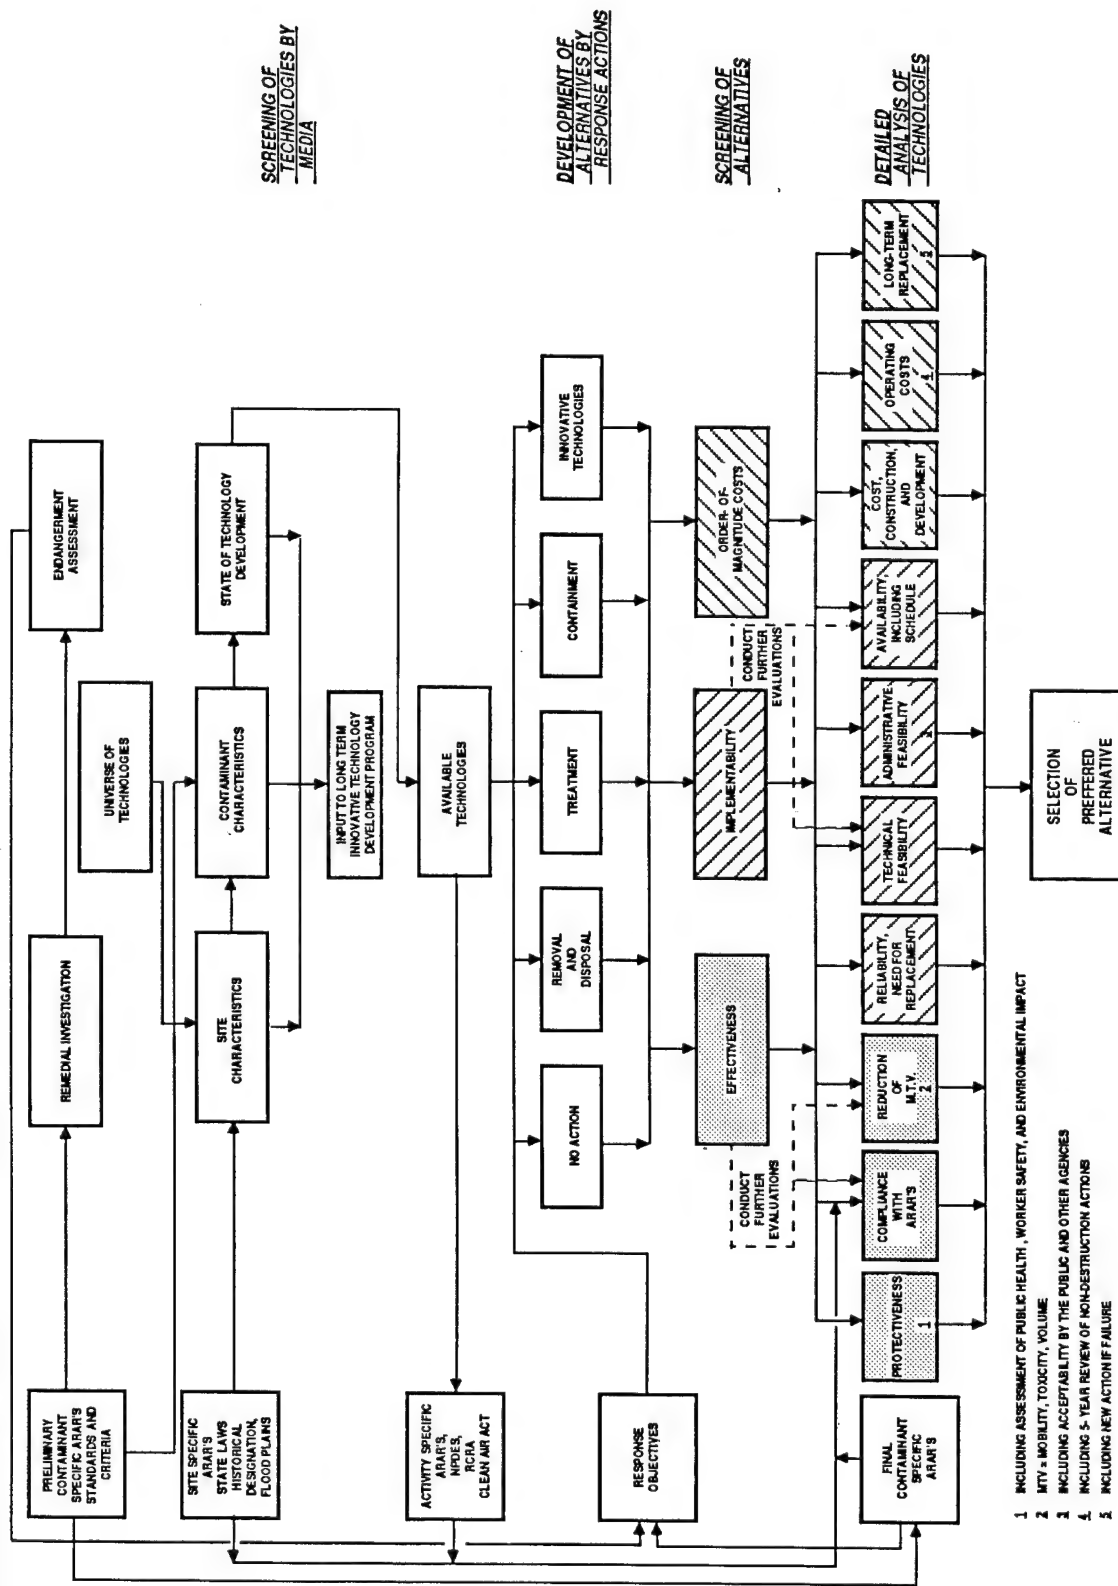 PRELIMINARY
CONTAMINANT
SPECIFIC ARAR'S
STANDARDS AND
CRITERIA
REMEDIAL INVESTIGATION
ENDANGERMENT
ASSESSMENT
UNIVERSE OF
TECHNOLOGIES
SITE SPECIFIC
ARAR'S
STATE LAWS
HISTORICAL
DESIGNATION,
FLOOD PLAINS
SITE
CHARACTERISTICS
CONTAMINANT
CHARACTERISTICS
STATE OF TECHNOLOGY
DEVELOPMENT
SCREENING OF
TECHNOLOGIES BY
MEDIA
INPUT TO LONG TERM
INNOVATIVE TECHNOLOGY
DEVELOPMENT PROGRAM
ACTIVITY SPECIFIC
ARAR'S,
NPDES,
RCRA
CLEAN AIR ACT
AVAILABLE
TECHNOLOGIES
RESPONSE
OBJECTIVES
NO ACTION
REMOVAL
AND
DISPOSAL
TREATMENT
CONTAINMENT
INNOVATIVE
TECHNOLOGIES
DEVELOPMENT OF
ALTERNATIVES BY
RESPONSE ACTIONS
EFFECTIVENESS
IMPLEMENTABILITY
ORDER-OF-
MAGNITUDE COSTS
SCREENING OF
ALTERNATIVES
CONDUCT
FURTHER
EVALUATIONS
CONDUCT
FURTHER
EVALUATIONS
FINAL
CONTAMINANT
SPECIFIC
ARAR'S
PROTECTIVENESS
1
COMPLIANCE
WITH
ARAR'S
REDUCTION
OF
M.T.V.
2
RELIABILITY,
NEED FOR
REPLACEMENT
TECHNICAL
FEASIBILITY
ADMINISTRATIVE
FEASIBILITY
3
AVAILABILITY,
INCLUDING
SCHEDULE
COST,
CONSTRUCTION,
AND
DEVELOPMENT
OPERATING
COSTS
4
LONG-TERM
REPLACEMENT
5
DETAILED
ANALYSIS OF
TECHNOLOGIES
SELECTION
OF
PREFFERED
ALTERNATIVE
1 INCLUDING ASSESSMENT OF PUBLIC HEALTH, WORKER SAFETY, AND ENVIRONMENTAL IMPACT
2 MTV = MOBILITY, TOXICITY, VOLUME
3 INCLUDING ACCEPTABILITY BY THE PUBLIC AND OTHER AGENCIES
4 INCLUDING 5- YEAR REVIEW OF NON-DESTRUCTION ACTIONS
5 INCLUDING NEW ACTION IF FAILURE